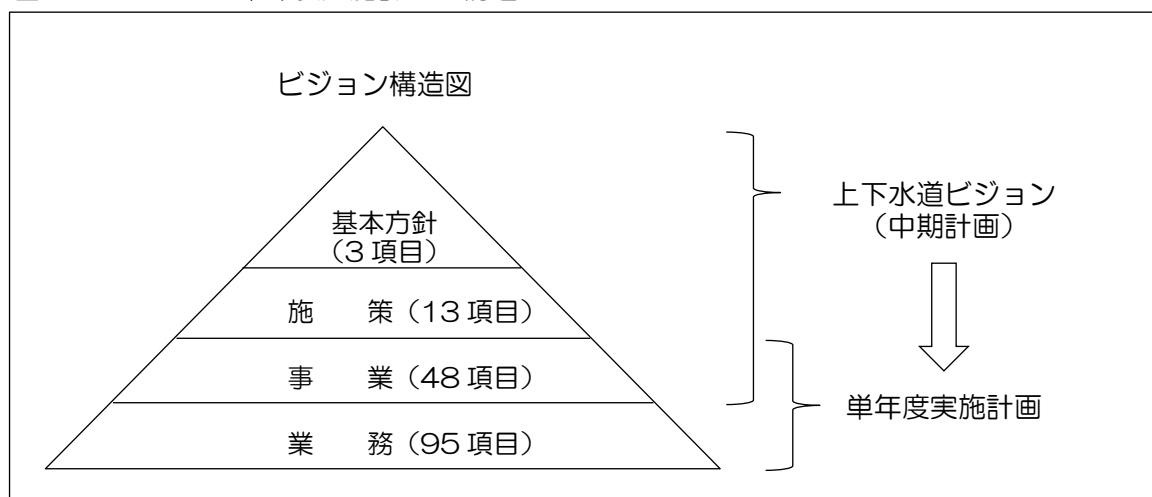 ビジョン構造図
基本方針
（3 項目）
施　　策（13 項目）
事　　業（48 項目）
業　　務（95 項目）
上下水道ビジョン
（中期計画）
単年度実施計画